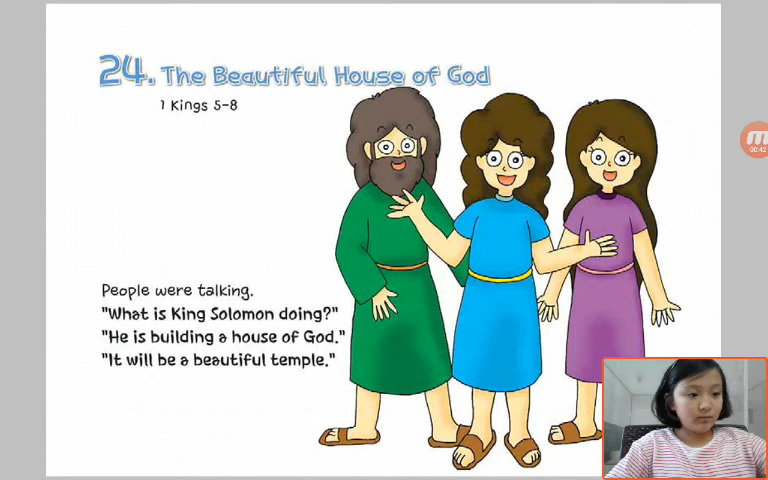 24. The Beautiful House of God
1 Kings 5-8
People were talking.
"What is King Solomon doing?"
"He is building a house of God."
"It will be a beautiful temple."
00:42